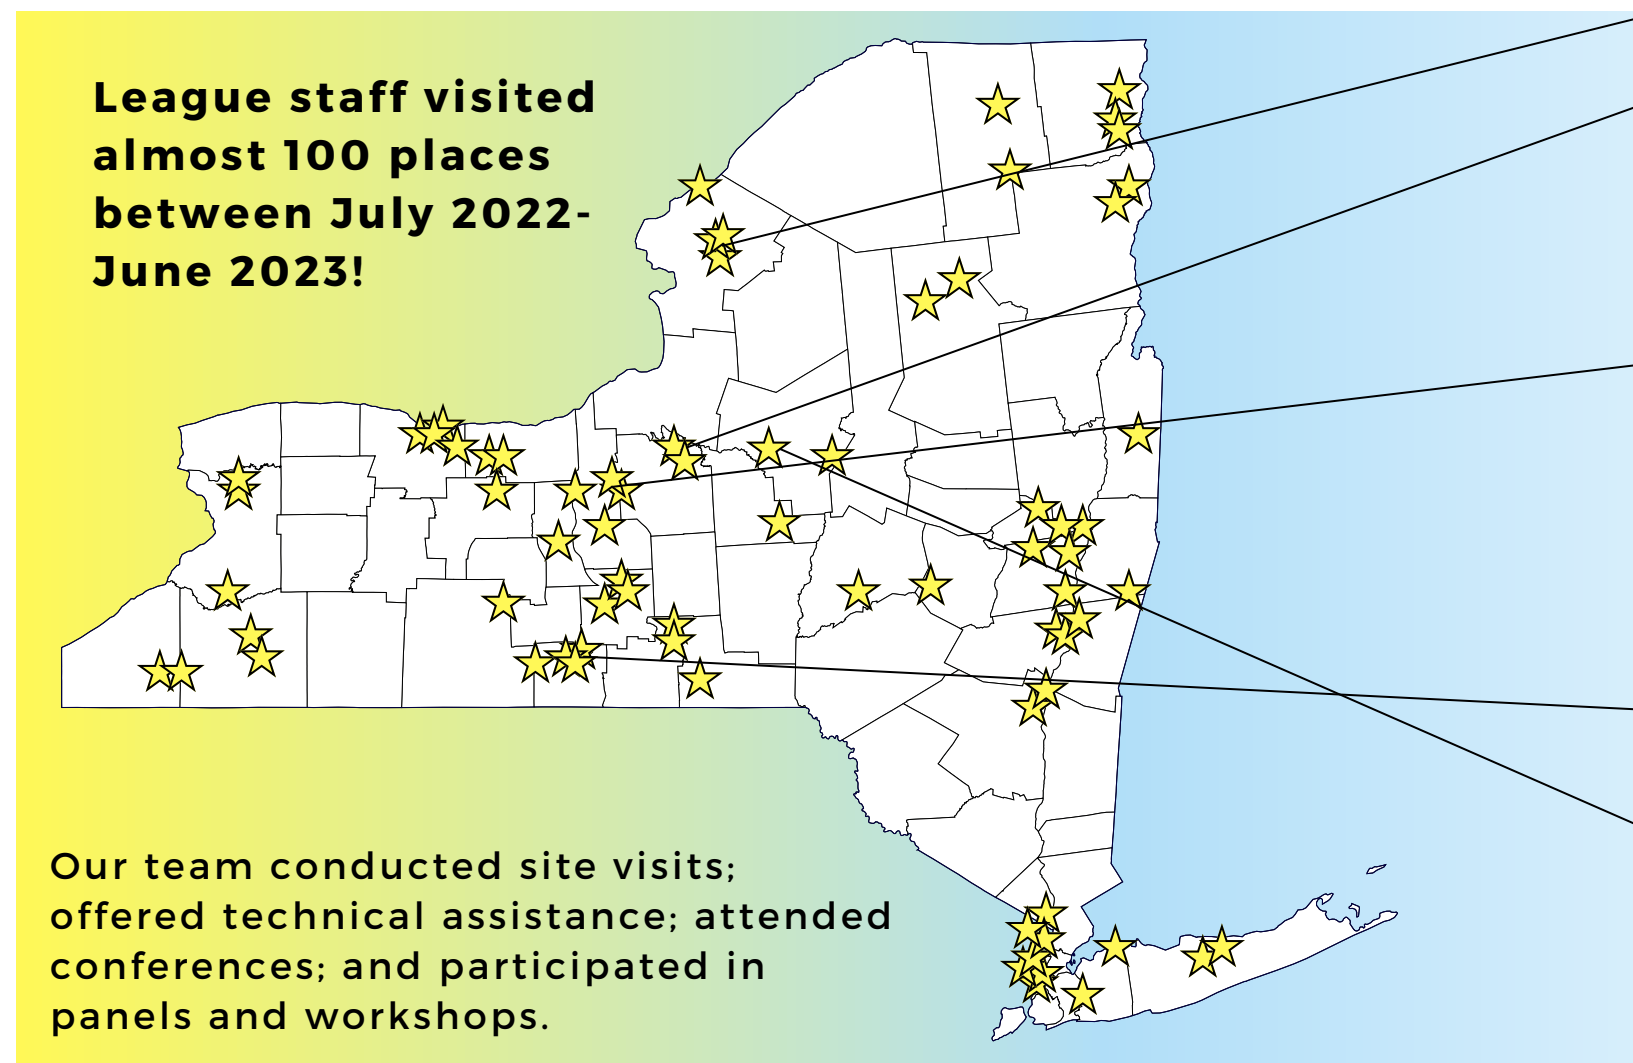 League staff visited
almost 100 places
between July 2022-
June 2023!
Our team conducted site visits;
offered technical assistance; attended
conferences; and participated in
panels and workshops.